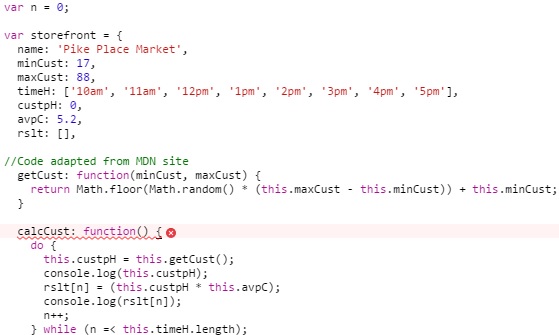 var n = 0;
var storefront = {
name: 'Pike Place Market',
minCust: 17,
maxCust: 88,
timeH: ['10am', '11am', '12pm', '1pm', '2pm', '3pm', '4pm', '5pm'],
custpH: 0,
avpC: 5.2,
rslt: [],
//Code adapted from MDN site
getCust: function(minCust, maxCust) {
return Math.floor(Math.random() * (this.maxCust - this.minCust)) + this.minCust;
}
calcCust: function() {
do {
this.custpH = this.getCust();
console.log(this.custpH);
rslt[n] = (this.custpH * this.avpC);
console.log(rslt[n]);
n++;
} while (n =< this.timeH.length);